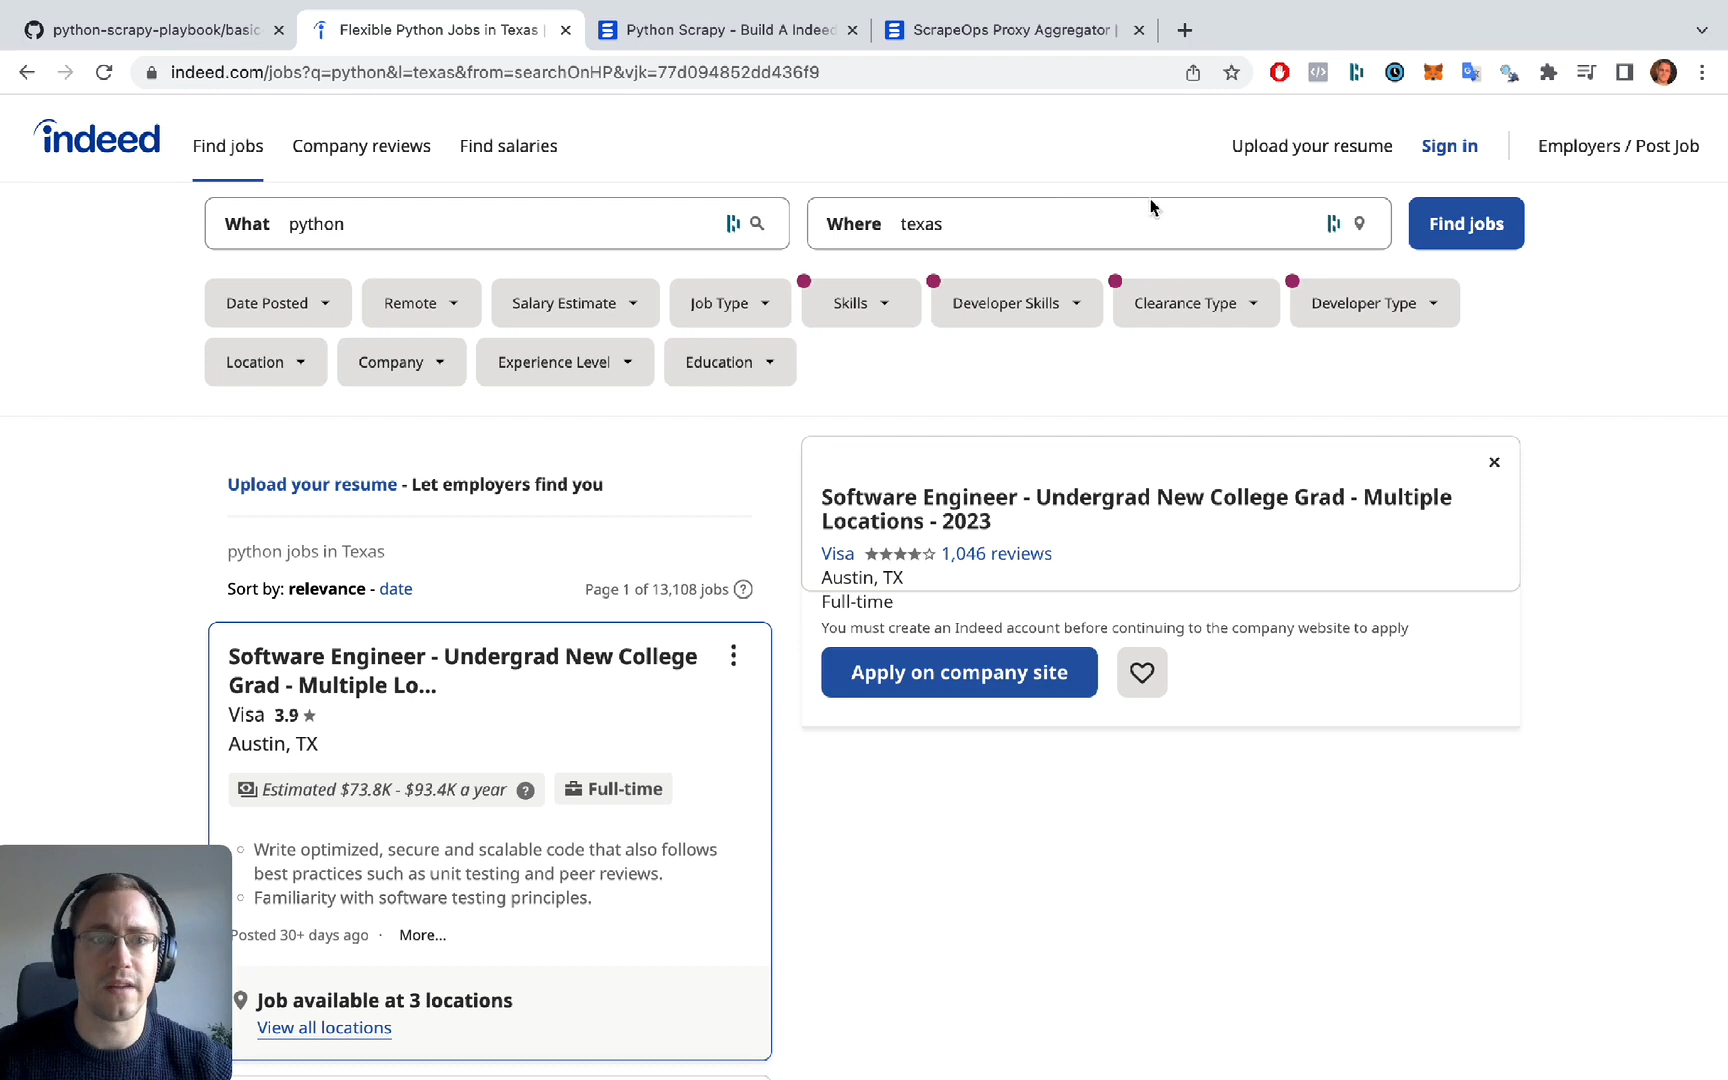 python-scrapy-playbook/basic
Flexible Python Jobs in Texas |
Python Scrapy - Build A Indeed
ScrapeOps Proxy Aggregator |
indeed.com/jobs?q=python&l=texas&from=searchOnHP&vjk=77d094852dd436f9
indeed
Find jobs
Company reviews
Find salaries
Upload your resume
Sign in
Employers / Post Job
What python
Where texas
Find jobs
Date Posted
Remote
Salary Estimate
Job Type
Skills
Developer Skills
Clearance Type
Developer Type
Location
Company
Experience Level
Education
Upload your resume - Let employers find you
python jobs in Texas
Sort by: relevance - date
Page 1 of 13,108 jobs ?
Software Engineer - Undergrad New College
Grad - Multiple Lo...
Visa 3.9 ★
Austin, TX
Estimated $73.8K - $93.4K a year ?
Full-time
Write optimized, secure and scalable code that also follows
best practices such as unit testing and peer reviews.
Familiarity with software testing principles.
Posted 30+ days ago · More...
Job available at 3 locations
View all locations
Software Engineer - Undergrad New College Grad - Multiple
Locations - 2023
Visa ★★★★☆ 1,046 reviews
Austin, TX
Full-time
You must create an Indeed account before continuing to the company website to apply
Apply on company site